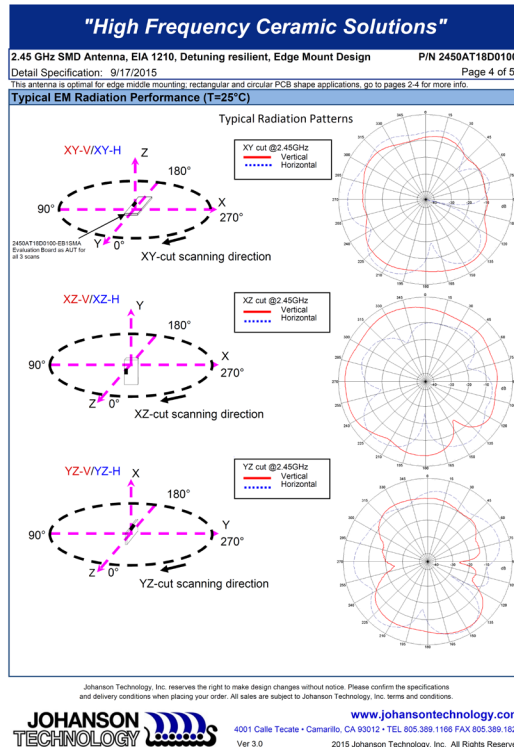 "High Frequency Ceramic Solutions"
2.45 GHz SMD Antenna, EIA 1210, Detuning resilient, Edge Mount Design P/N 2450AT18D0100
Detail Specification: 9/17/2015 Page 4 of 5
This antenna is optimal for edge middle mounting; rectangular and circular PCB shape applications, go to pages 2-4 for more info.
Typical EM Radiation Performance (T=25°C)
Typical Radiation Patterns
XY-V/XY-H
Z
180°
90°
X
270°
Y 0°
2450AT18D0100-EB1SMA
Evaluation Board as AUT for
all 3 scans
XY-cut scanning direction
XY cut @2.45GHz
Vertical
Horizontal
XZ-V/XZ-H
Y
180°
90°
X
270°
Z 0°
XZ-cut scanning direction
XZ cut @2.45GHz
Vertical
Horizontal
YZ-V/YZ-H
X
180°
90°
Y
270°
Z 0°
YZ-cut scanning direction
YZ cut @2.45GHz
Vertical
Horizontal
Johanson Technology, Inc. reserves the right to make design changes without notice. Please confirm the specifications
and delivery conditions when placing your order. All sales are subject to Johanson Technology, Inc. terms and conditions.
JOHANSON
TECHNOLOGY
www.johansontechnology.com
4001 Calle Tecate • Camarillo, CA 93012 • TEL 805.389.1166 FAX 805.389.182
Ver 3.0 2015 Johanson Technology, Inc. All Rights Reserve